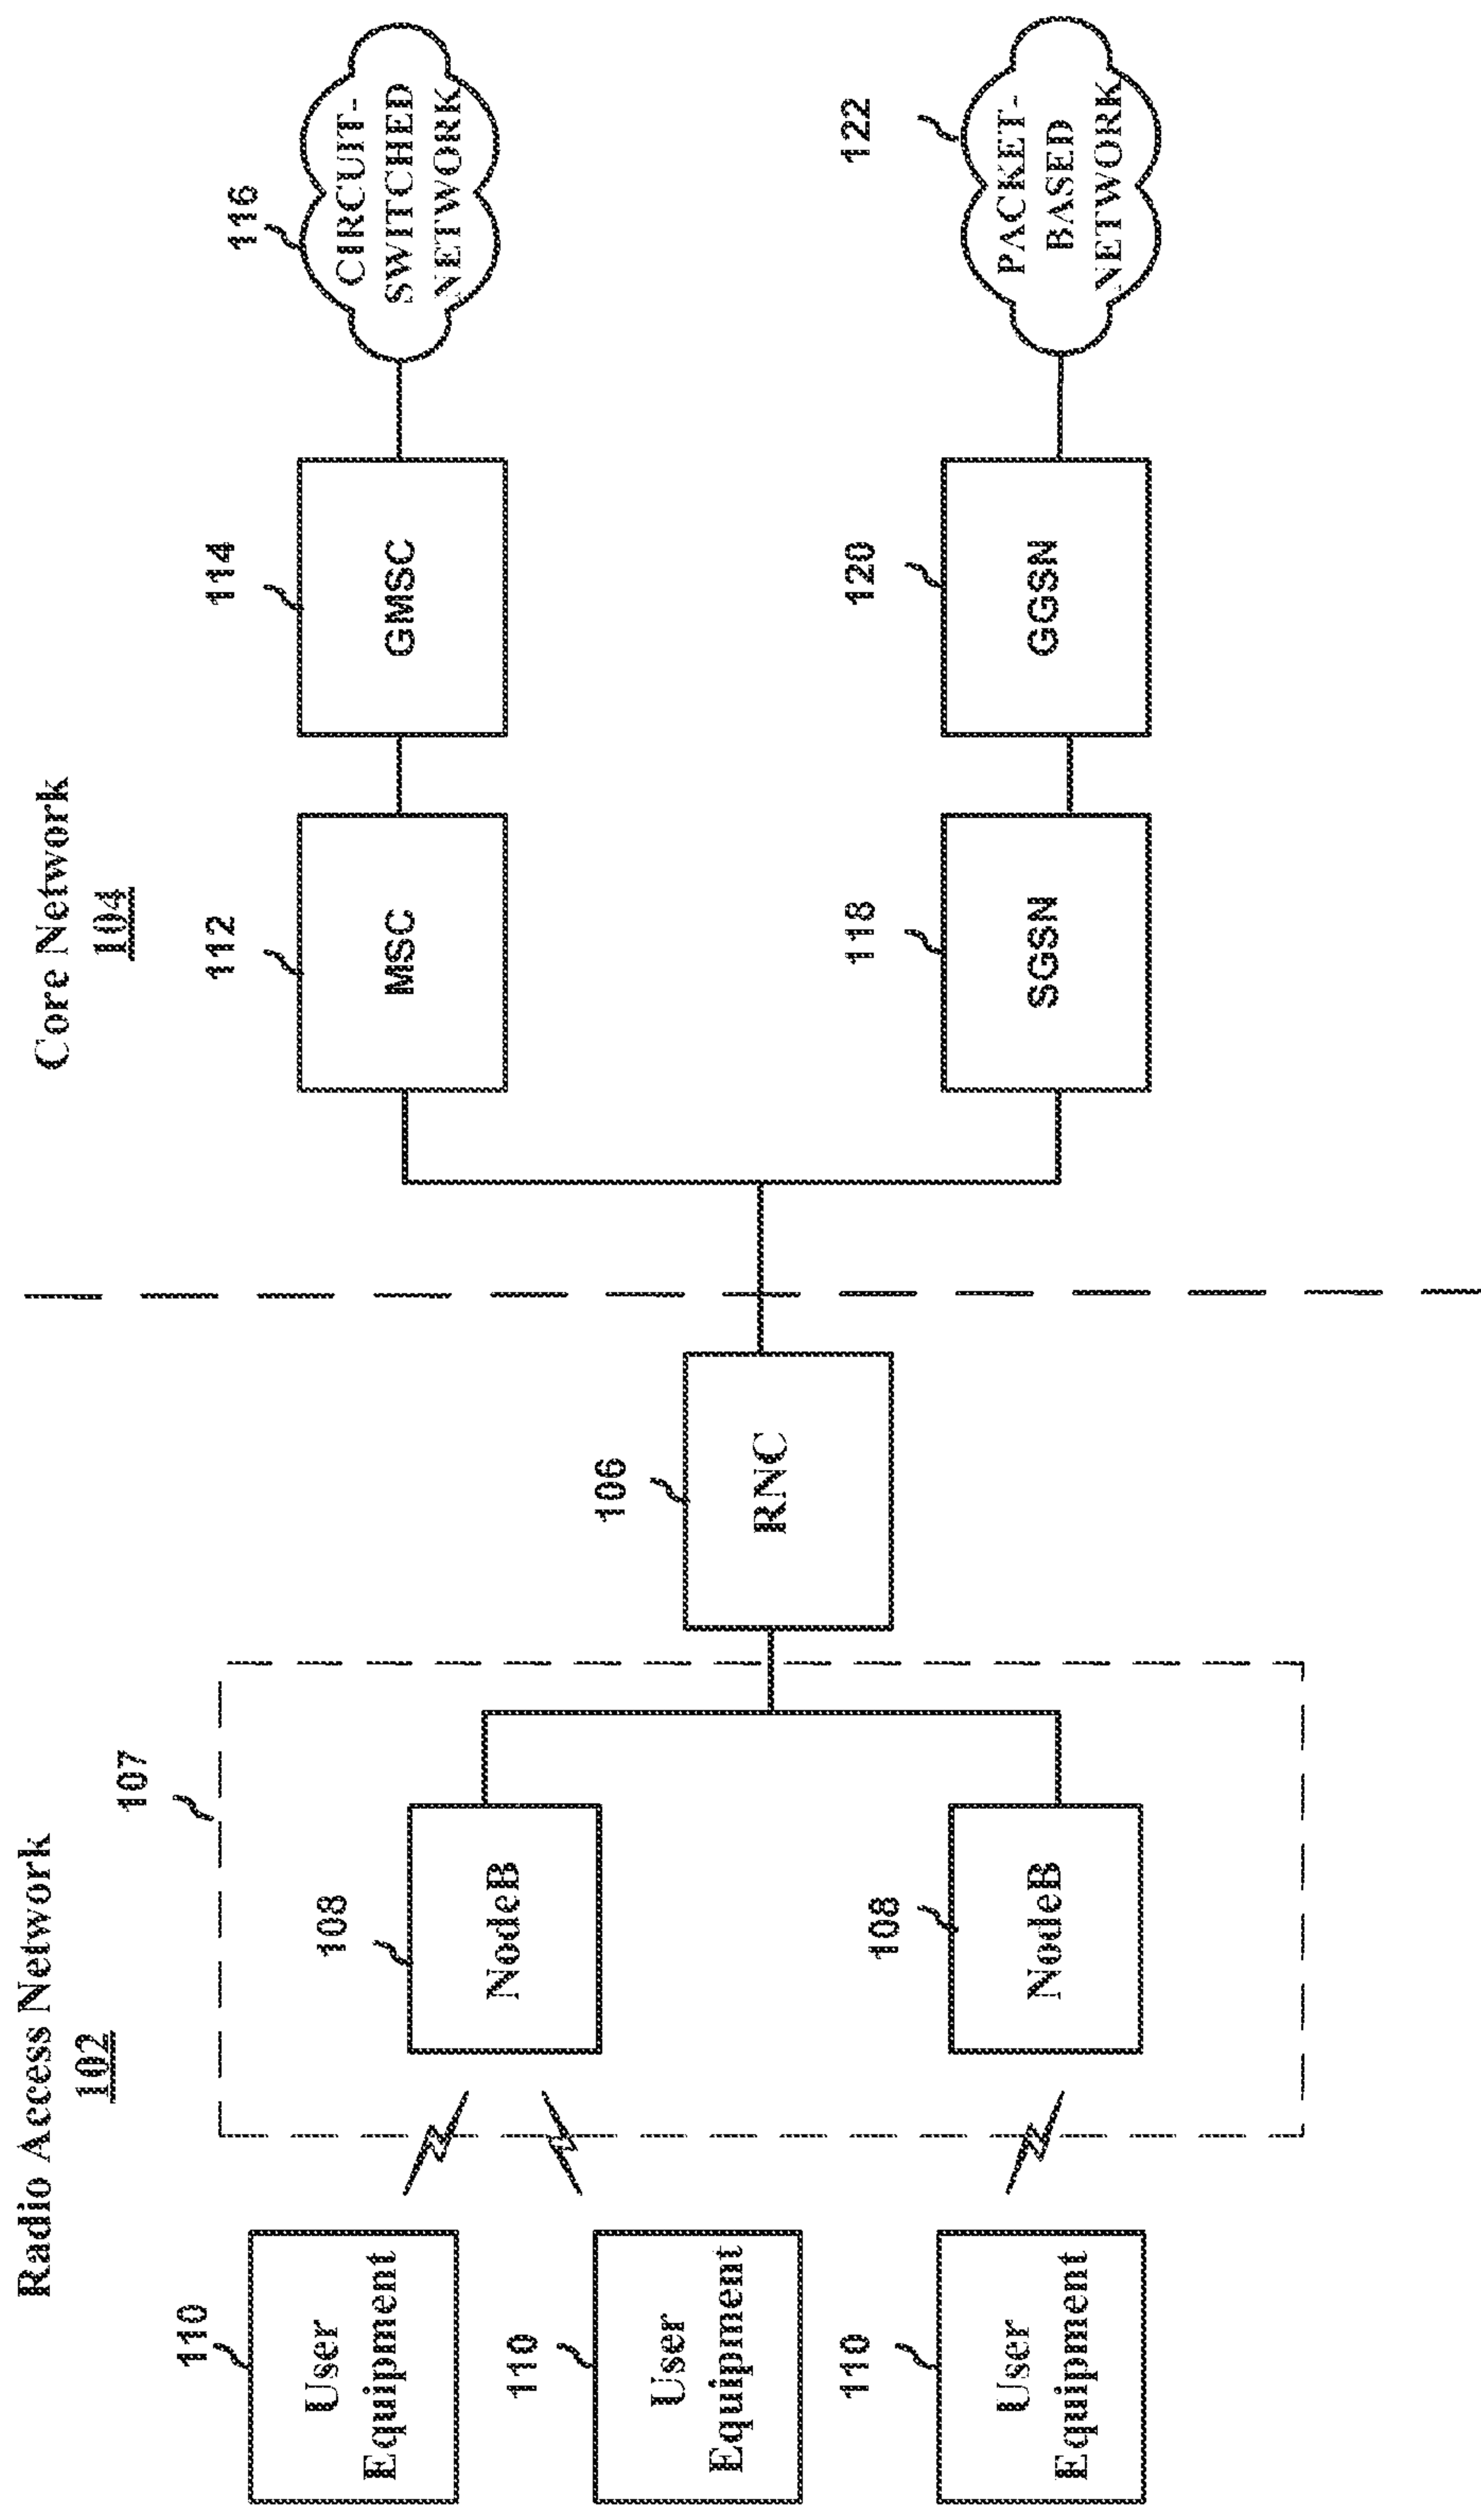 Radio Access Network
102
Core Network
104
110
User
Equipment
110
User
Equipment
110
User
Equipment
107
108
NodeB
108
NodeB
106
RNC
112
MSC
114
GMSC
116
CIRCUIT-
SWITCHED
NETWORK
118
SGSN
120
GGSN
122
PACKET-
BASED
NETWORK